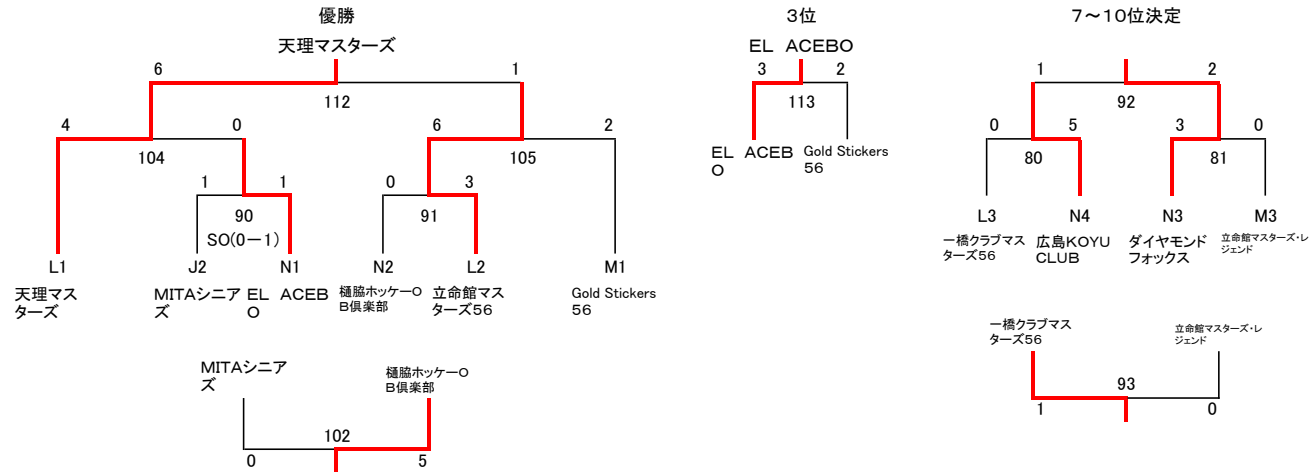 優勝
天理マスターズ
6 1
112
4 0 6 2
104 105
1 1 0 3
90 91
SO(0－1)
L1 J2 N1 N2 L2 M1
天理マス
ターズ
MITAシニア
ズ
EL ACEB
O
樋脇ホッケーO
B倶楽部
立命館マス
ターズ56
Gold Stickers
56
MITAシニア
ズ
樋脇ホッケーO
B倶楽部
102
0 5
3位
EL ACEBO
3 2
113
EL ACEB
O
Gold Stickers
56
7～10位決定
1 2
92
0 5 3 0
80 81
L3 N4 N3 M3
一橋クラブマス
ターズ56
広島KOYU
CLUB
ダイヤモンド
フォックス
立命館マスターズ・レ
ジェンド
一橋クラブマス
ターズ56
立命館マスターズ・レ
ジェンド
93
1 0